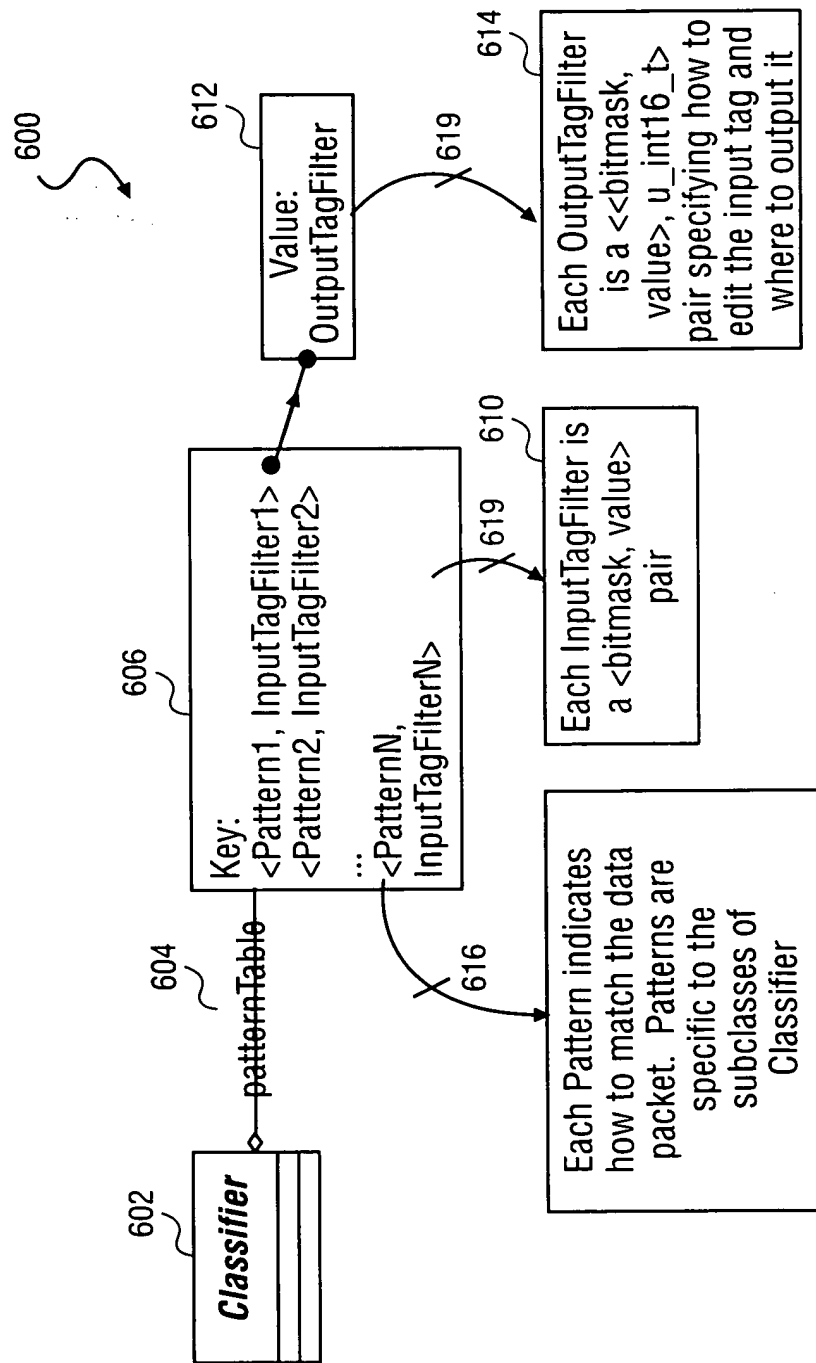 600
602
Classifier
604
patternTable
606
Key:
<Pattern1, InputTagFilter1>
<Pattern2, InputTagFilter2>
...
<PatternN,
InputTagFilterN>
612
Value:
OutputTagFilter
616
619
619
Each Pattern indicates
how to match the data
packet. Patterns are
specific to the
subclasses of
Classifier
610
Each InputTagFilter is
a <bitmask, value>
pair
614
Each OutputTagFilter
is a <<bitmask,
value>, u_int16_t>
pair specifying how to
edit the input tag and
where to output it